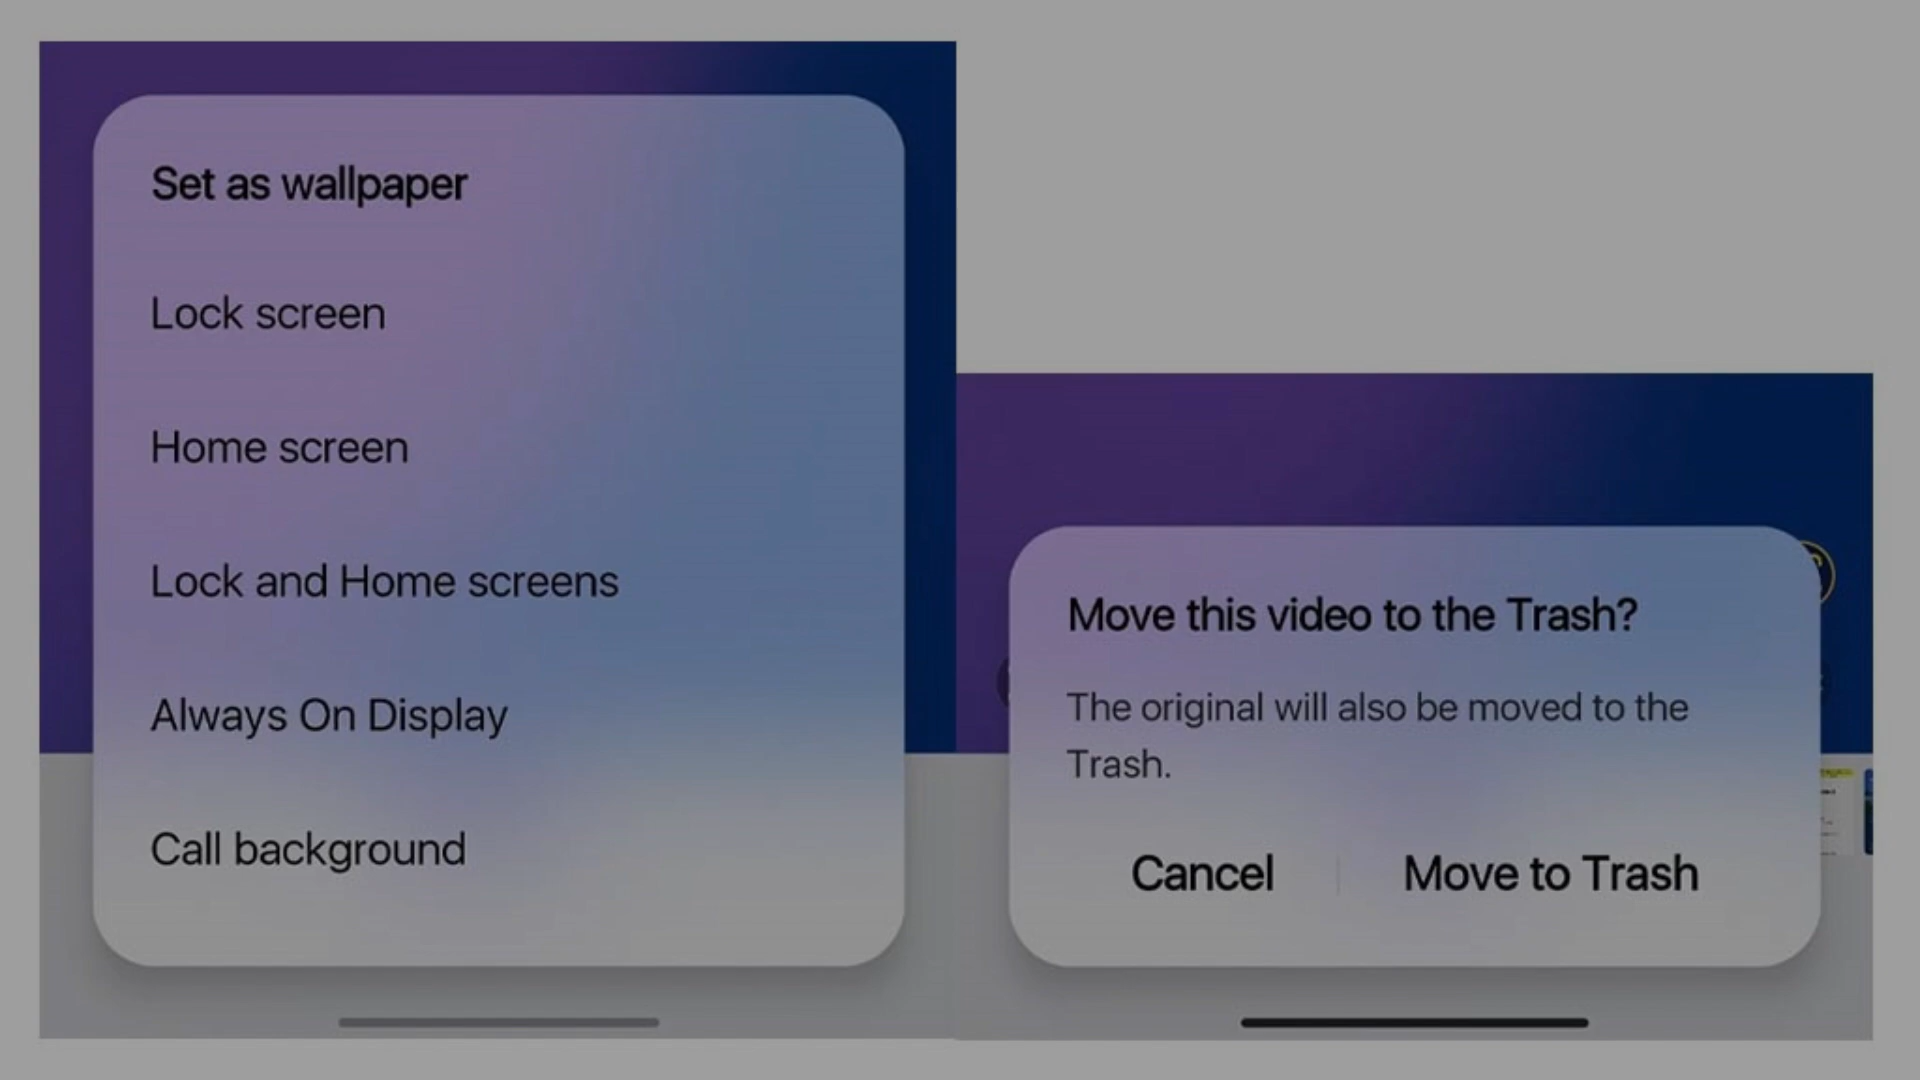 Set as wallpaper
Lock screen
Home screen
Lock and Home screens
Always On Display
Call background
Move this video to the Trash?
The original will also be moved to the
Trash.
Cancel
Move to Trash